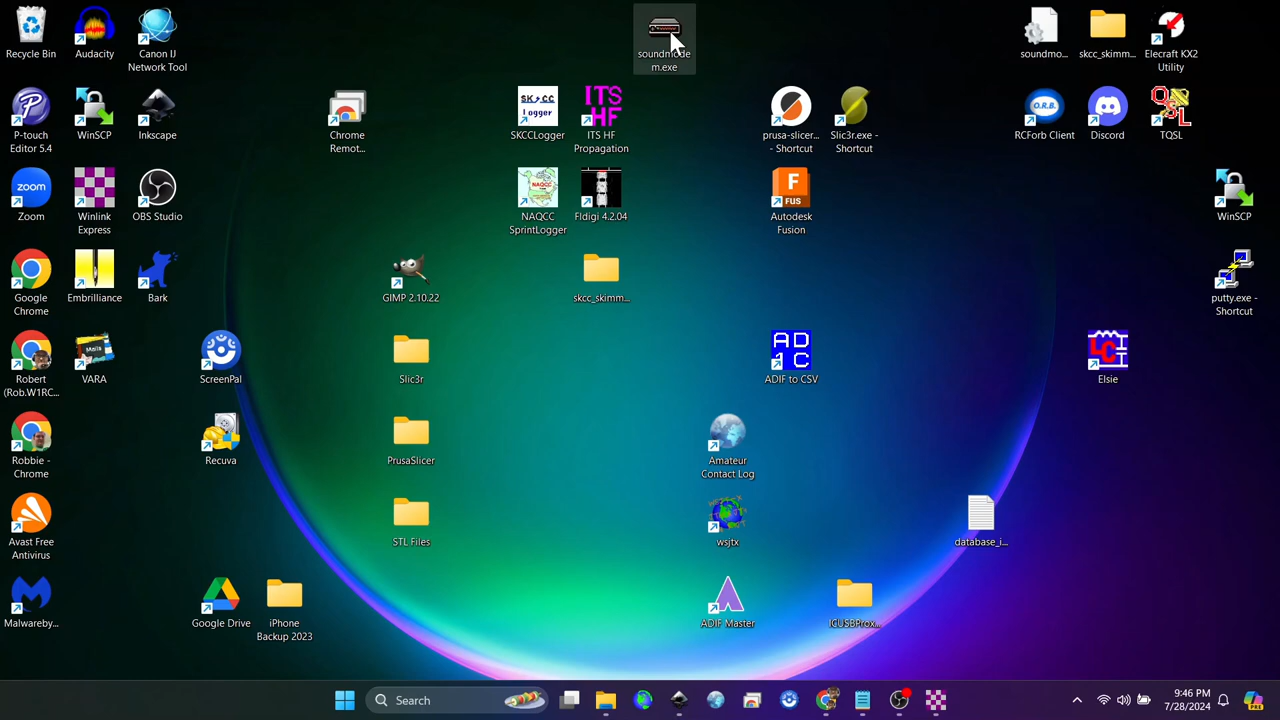 Recycle Bin
Audacity
Canon IJ
Network Tool
soundmode
m.exe
soundmo...
skcc_skimm...
Elecraft KX2
Utility
P-touch
Editor 5.4
WinSCP
Inkscape
Chrome
Remot...
SKCC
Logger
SKCCLogger
ITS
HF
ITS HF
Propagation
prusa-slicer...
- Shortcut
Slic3r.exe -
Shortcut
O.R.B.
RCForb Client
Discord
TQSL
zoom
Zoom
Winlink
Express
OBS Studio
NAQCC
NAQCC
SprintLogger
Fldigi 4.2.04
F
FUS
Autodesk
Fusion
WinSCP
Google
Chrome
Embrilliance
Bark
GIMP 2.10.22
skcc_skimm...
putty.exe -
Shortcut
Robert
(Rob.W1RC...
VARA
ScreenPal
Slic3r
AD
1C
ADIF to CSV
LC
Elsie
Robbie -
Chrome
Recuva
PrusaSlicer
Amateur
Contact Log
Avast Free
Antivirus
STL Files
wsjtx
database_i...
Malwareby...
Google Drive
iPhone
Backup 2023
ADIF Master
ICUSBProx...
Search
9:46 PM
7/28/2024